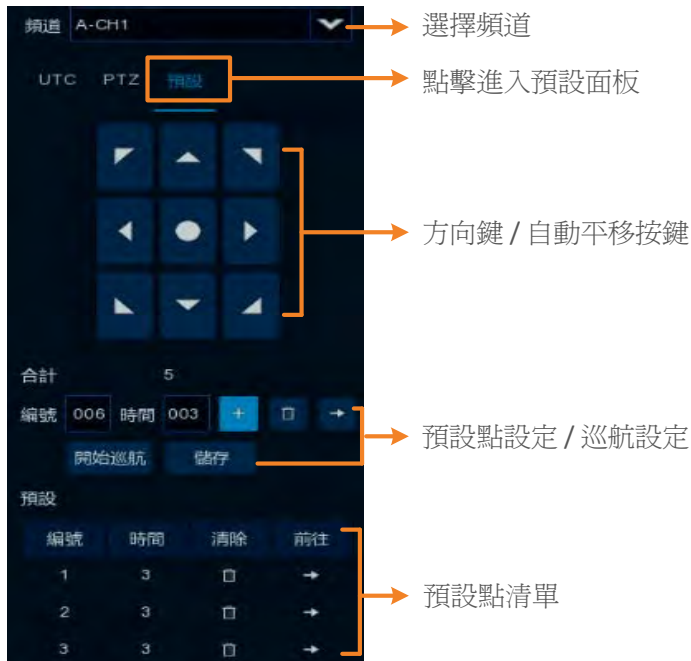 頻道 A-CH1 選擇頻道
UTC PTZ 預設 點擊進入預設面板
方向鍵 / 自動平移按鍵
合計 5
編號 006 時間 003 +
預設點設定 / 巡航設定
開始巡航 儲存
預設
編號 時間 清除 前往
1 3
預設點清單
2 3
3 3